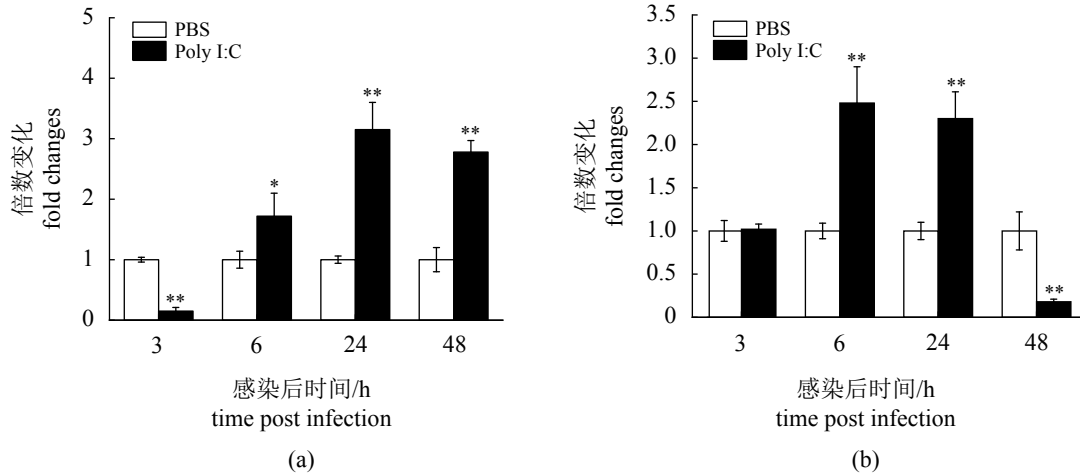 5
4
3
2
1
0
倍数变化
fold changes
PBS
Poly I:C
**
*
**
**
3
6
24
48
感染后时间/h
time post infection
(a)
3.5
3.0
2.5
2.0
1.5
1.0
0.5
0
倍数变化
fold changes
PBS
Poly I:C
**
**
**
3
6
24
48
感染后时间/h
time post infection
(b)